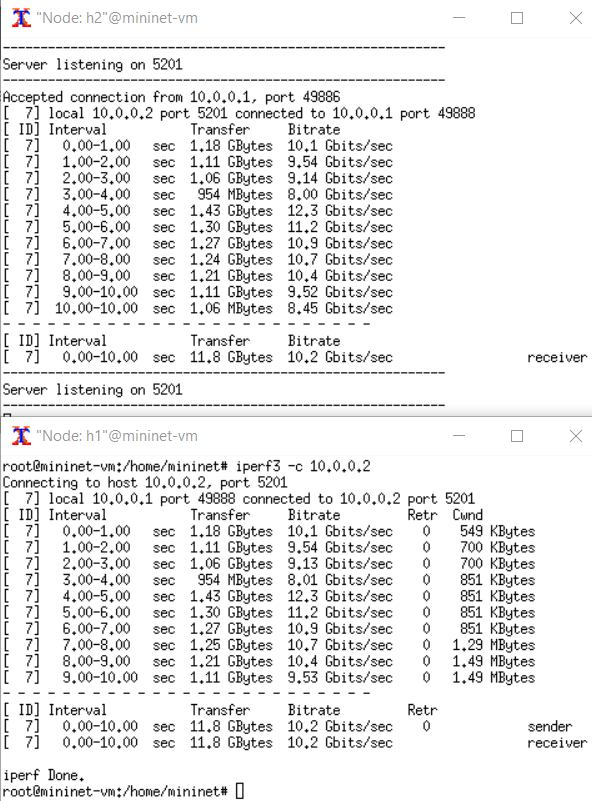 "Node: h2"@mininet-vm
-----------------------------------------------------------
Server listening on 5201
-----------------------------------------------------------
Accepted connection from 10.0.0.1, port 49886
[  7] local 10.0.0.2 port 5201 connected to 10.0.0.1 port 49888
[ ID] Interval           Transfer     Bitrate
[  7]   0.00-1.00   sec  1.18 GBytes  10.1 Gbits/sec
[  7]   1.00-2.00   sec  1.11 GBytes  9.54 Gbits/sec
[  7]   2.00-3.00   sec  1.06 GBytes  9.14 Gbits/sec
[  7]   3.00-4.00   sec   954 MBytes  8.00 Gbits/sec
[  7]   4.00-5.00   sec  1.43 GBytes  12.3 Gbits/sec
[  7]   5.00-6.00   sec  1.30 GBytes  11.2 Gbits/sec
[  7]   6.00-7.00   sec  1.27 GBytes  10.9 Gbits/sec
[  7]   7.00-8.00   sec  1.24 GBytes  10.7 Gbits/sec
[  7]   8.00-9.00   sec  1.21 GBytes  10.4 Gbits/sec
[  7]   9.00-10.00  sec  1.11 GBytes  9.52 Gbits/sec
[  7]  10.00-10.00  sec  1.06 MBytes  8.45 Gbits/sec
- - - - - - - - - - - - - - - - - - - - - - - - -
[ ID] Interval           Transfer     Bitrate
[  7]   0.00-10.00  sec  11.8 GBytes  10.2 Gbits/sec                  receiver
-----------------------------------------------------------
Server listening on 5201
-----------------------------------------------------------
"Node: h1"@mininet-vm
root@mininet-vm:/home/mininet# iperf3 -c 10.0.0.2
Connecting to host 10.0.0.2, port 5201
[  7] local 10.0.0.1 port 49888 connected to 10.0.0.2 port 5201
[ ID] Interval           Transfer     Bitrate         Retr  Cwnd
[  7]   0.00-1.00   sec  1.18 GBytes  10.1 Gbits/sec    0    549 KBytes
[  7]   1.00-2.00   sec  1.11 GBytes  9.54 Gbits/sec    0    700 KBytes
[  7]   2.00-3.00   sec  1.06 GBytes  9.13 Gbits/sec    0    700 KBytes
[  7]   3.00-4.00   sec   954 MBytes  8.01 Gbits/sec    0    851 KBytes
[  7]   4.00-5.00   sec  1.43 GBytes  12.3 Gbits/sec    0    851 KBytes
[  7]   5.00-6.00   sec  1.30 GBytes  11.2 Gbits/sec    0    851 KBytes
[  7]   6.00-7.00   sec  1.27 GBytes  10.9 Gbits/sec    0    851 KBytes
[  7]   7.00-8.00   sec  1.25 GBytes  10.7 Gbits/sec    0   1.29 MBytes
[  7]   8.00-9.00   sec  1.21 GBytes  10.4 Gbits/sec    0   1.49 MBytes
[  7]   9.00-10.00  sec  1.11 GBytes  9.53 Gbits/sec    0   1.49 MBytes
- - - - - - - - - - - - - - - - - - - - - - - - -
[ ID] Interval           Transfer     Bitrate         Retr
[  7]   0.00-10.00  sec  11.8 GBytes  10.2 Gbits/sec    0             sender
[  7]   0.00-10.00  sec  11.8 GBytes  10.2 Gbits/sec                  receiver
iperf Done.
root@mininet-vm:/home/mininet#